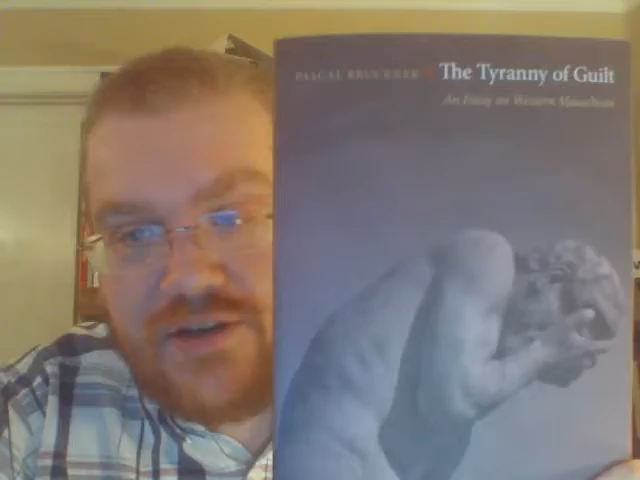 PASCAL BRUCKNER The Tyranny of Guilt
An Essay on Western Masochism